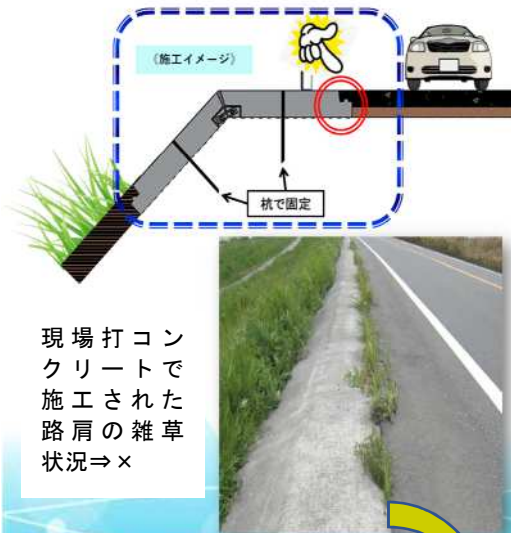 （施工イメージ）
杭で固定
現場打コン
クリートで
施工された
路肩の雑草
状況⇒×